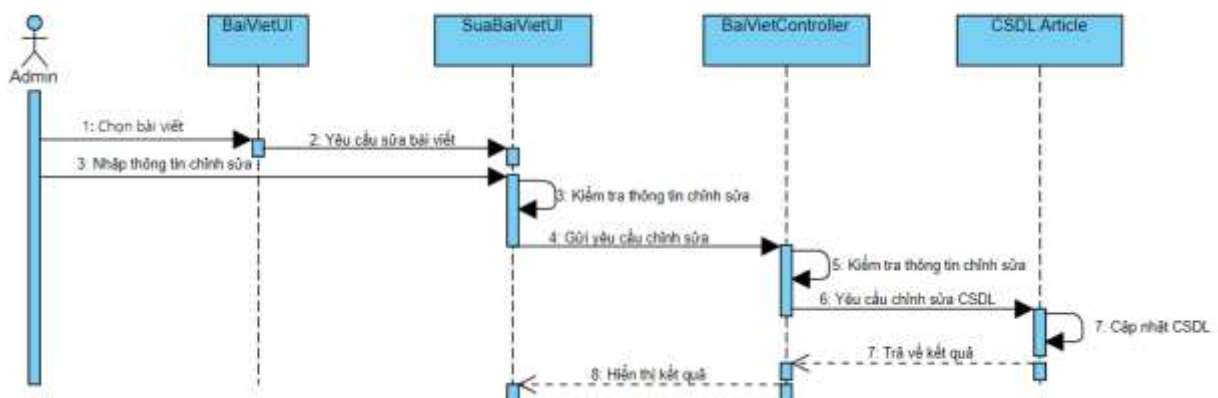 BaiVietUI
SuaBaiVietUI
BaiVietController
CSDL Article
Admin
1: Chọn bài viết
2: Yêu cầu sửa bài viết
3: Nhập thông tin chỉnh sửa
3: Kiểm tra thông tin chỉnh sửa
4: Gửi yêu cầu chỉnh sửa
5: Kiểm tra thông tin chỉnh sửa
6: Yêu cầu chỉnh sửa CSDL
7: Cập nhật CSDL
7: Trả về kết quả
8: Hiển thị kết quả